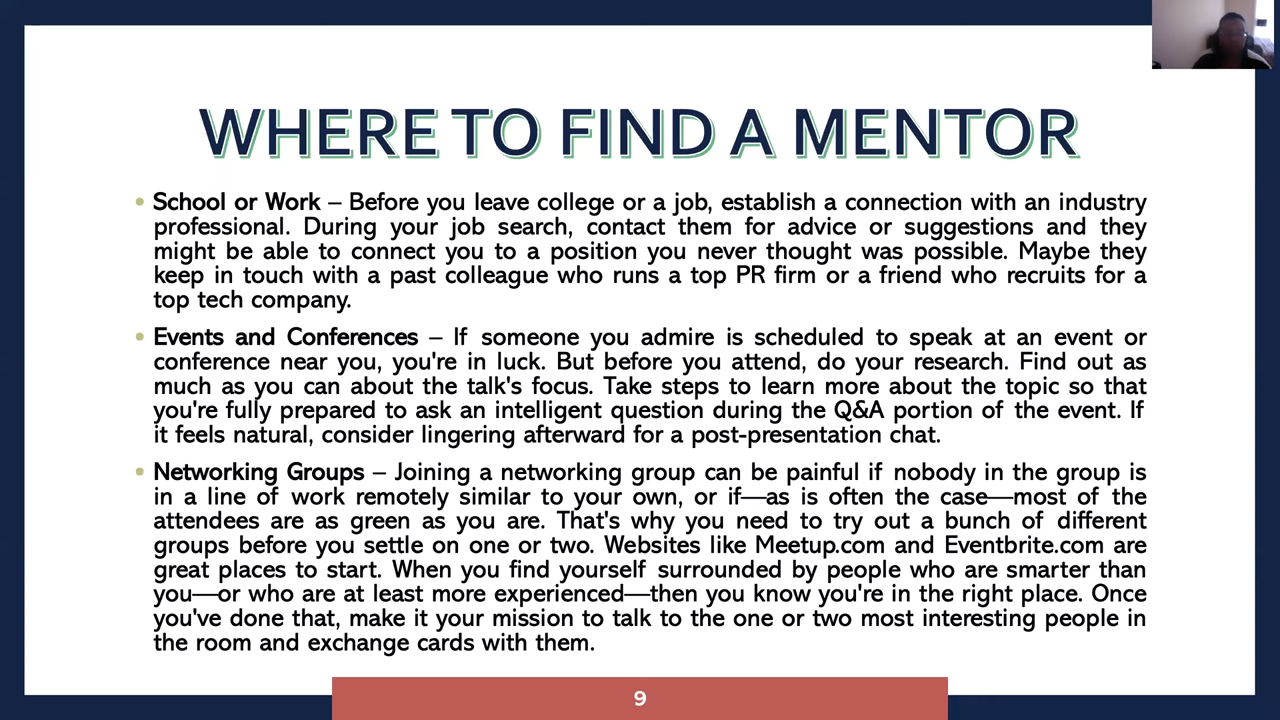 WHERE TO FIND A MENTOR
• School or Work – Before you leave college or a job, establish a connection with an industry
professional. During your job search, contact them for advice or suggestions and they
might be able to connect you to a position you never thought was possible. Maybe they
keep in touch with a past colleague who runs a top PR firm or a friend who recruits for a
top tech company.
• Events and Conferences – If someone you admire is scheduled to speak at an event or
conference near you, you're in luck. But before you attend, do your research. Find out as
much as you can about the talk's focus. Take steps to learn more about the topic so that
you're fully prepared to ask an intelligent question during the Q&A portion of the event. If
it feels natural, consider lingering afterward for a post-presentation chat.
• Networking Groups – Joining a networking group can be painful if nobody in the group is
in a line of work remotely similar to your own, or if—as is often the case—most of the
attendees are as green as you are. That's why you need to try out a bunch of different
groups before you settle on one or two. Websites like Meetup.com and Eventbrite.com are
great places to start. When you find yourself surrounded by people who are smarter than
you—or who are at least more experienced—then you know you're in the right place. Once
you've done that, make it your mission to talk to the one or two most interesting people in
the room and exchange cards with them.
9